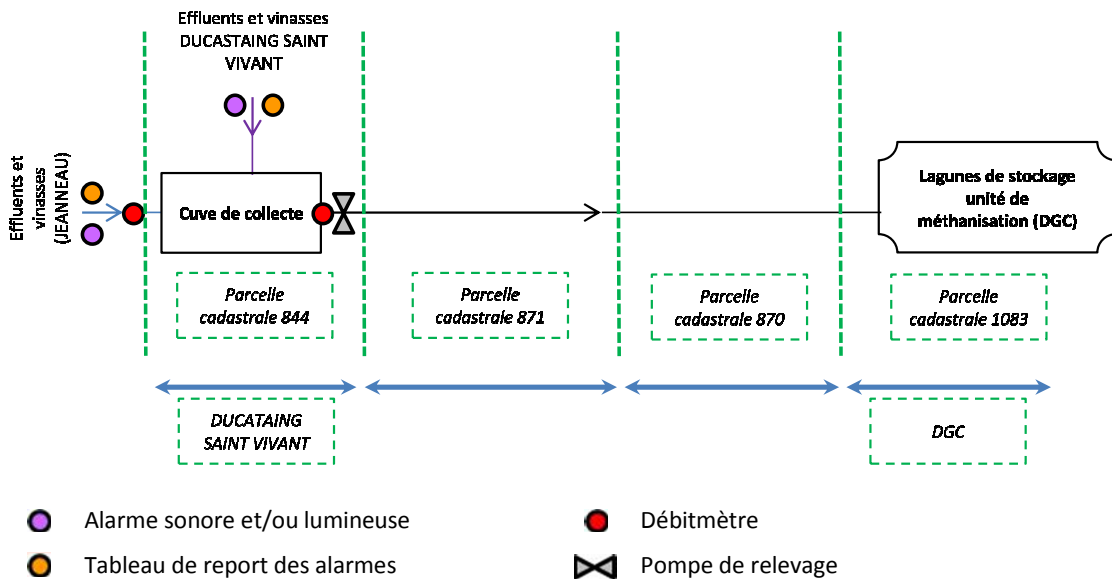 Effluents et vinasses
DUCASTAING SAINT
VIVANT
Effluents et
vinasses
(JEANNEAU)
Cuve de collecte
Lagunes de stockage
unité de
méthanisation (DGC)
Parcelle
cadastrale 844
Parcelle
cadastrale 871
Parcelle
cadastrale 870
Parcelle
cadastrale 1083
DUCATAING
SAINT VIVANT
DGC
Alarme sonore et/ou lumineuse
Débitmètre
Tableau de report des alarmes
Pompe de relevage